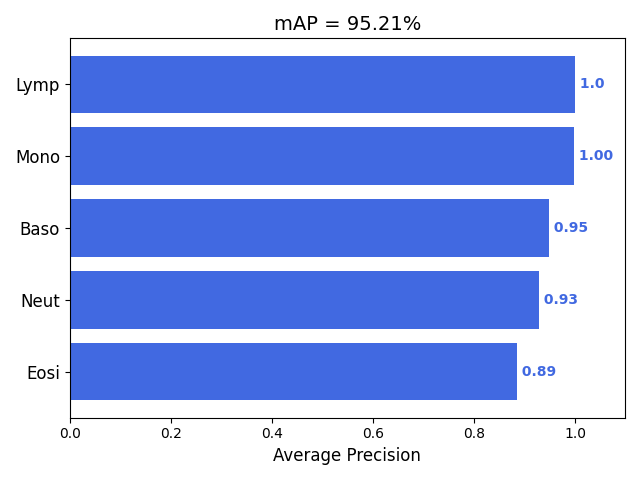 mAP = 95.21%
Lymp 1.0
Mono 1.00
Baso 0.95
Neut 0.93
Eosi 0.89
0.0 0.2 0.4 0.6 0.8 1.0
Average Precision